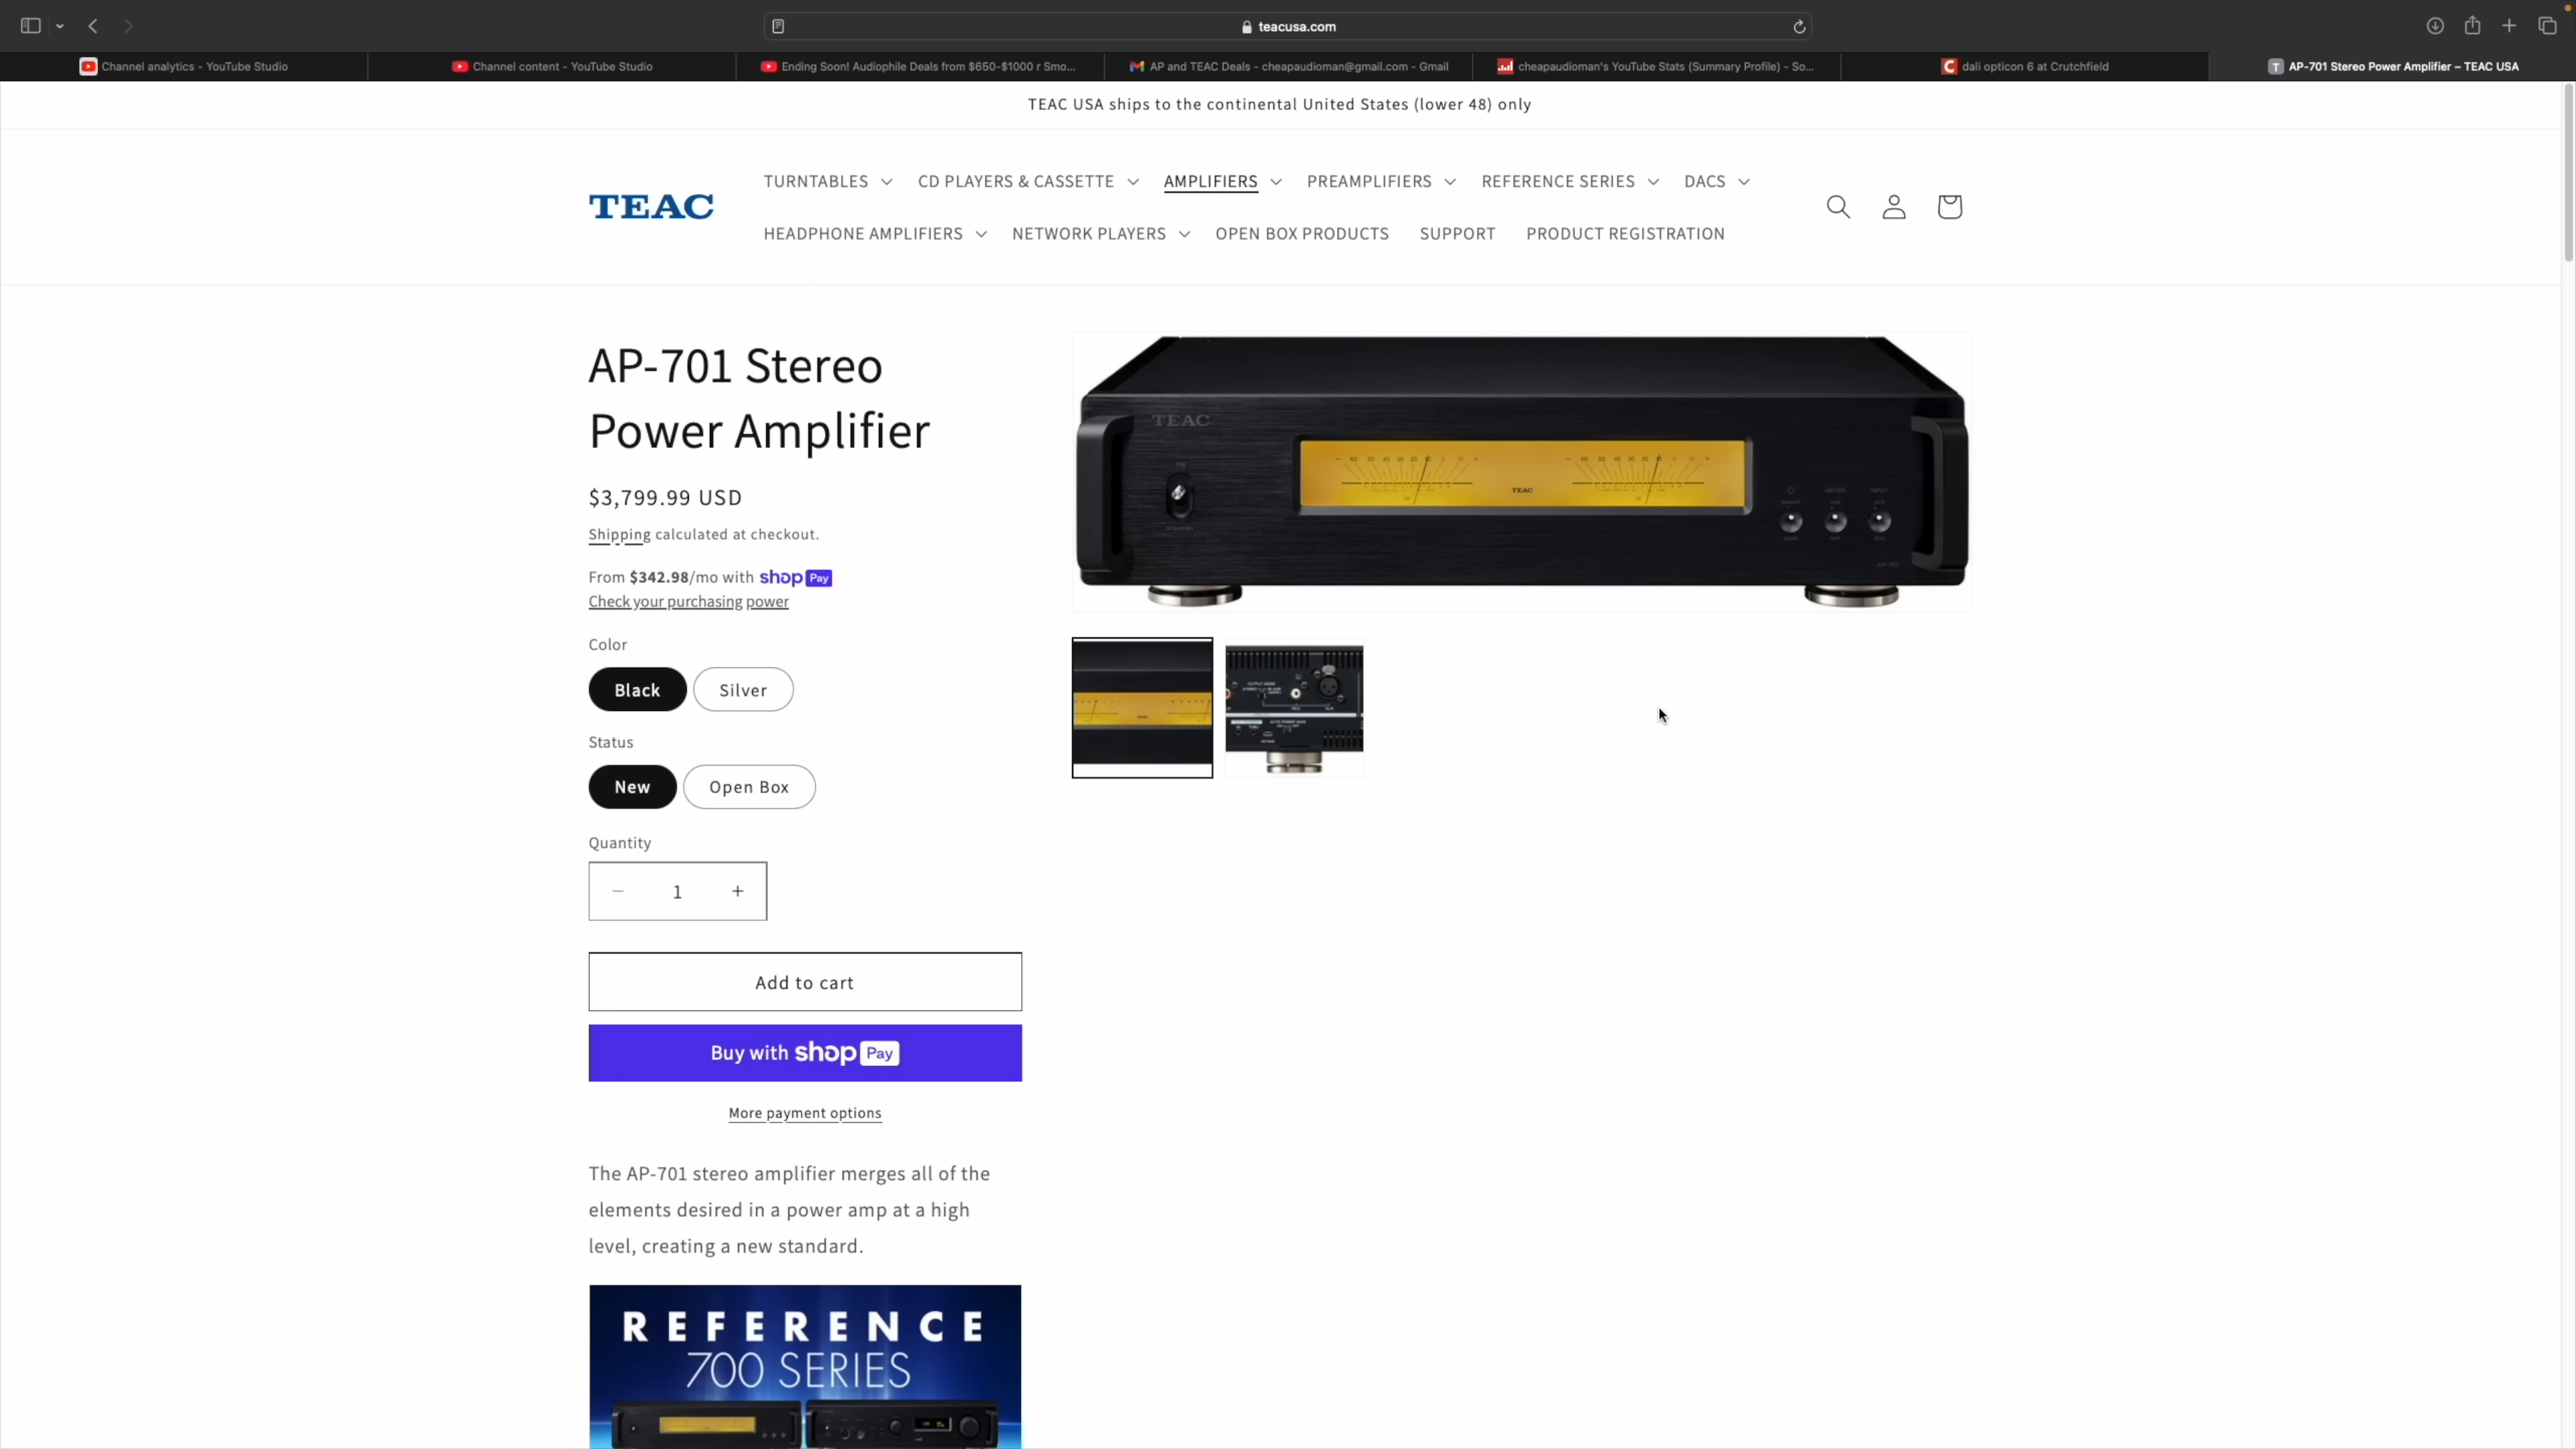 teacusa.com
Channel analytics - YouTube Studio
Channel content - YouTube Studio
Ending Soon! Audiophile Deals from $650-$1000 r Smo...
AP and TEAC Deals - cheapaudioman@gmail.com - Gmail
cheapaudioman's YouTube Stats (Summary Profile) - So...
dali opticon 6 at Crutchfield
AP-701 Stereo Power Amplifier – TEAC USA
TEAC USA ships to the continental United States (lower 48) only
TEAC
TURNTABLES
CD PLAYERS & CASSETTE
AMPLIFIERS
PREAMPLIFIERS
REFERENCE SERIES
DACS
HEADPHONE AMPLIFIERS
NETWORK PLAYERS
OPEN BOX PRODUCTS
SUPPORT
PRODUCT REGISTRATION
AP-701 Stereo
Power Amplifier
$3,799.99 USD
Shipping calculated at checkout.
From $342.98/mo with shop Pay
Check your purchasing power
Color
Black
Silver
Status
New
Open Box
Quantity
1
Add to cart
Buy with shop Pay
More payment options
The AP-701 stereo amplifier merges all of the
elements desired in a power amp at a high
level, creating a new standard.
REFERENCE
700 SERIES
TEAC
TEAC